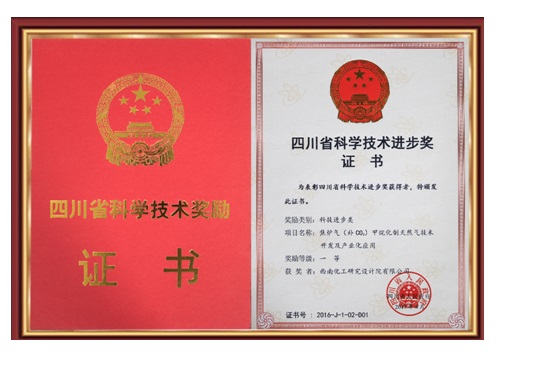 四川省科学技术奖励
证 书
四川省科学技术进步奖
证 书
为表彰四川省科学技术进步奖获得者，特颁发
此证书。
奖励类别：科技进步类
项目名称：焦炉气（补CO₂）甲烷化制天然气技术
开发及产业化应用
奖励等级：一 等
获 奖 者：西南化工研究设计院有限公司
证书号：2016-J-1-02-001